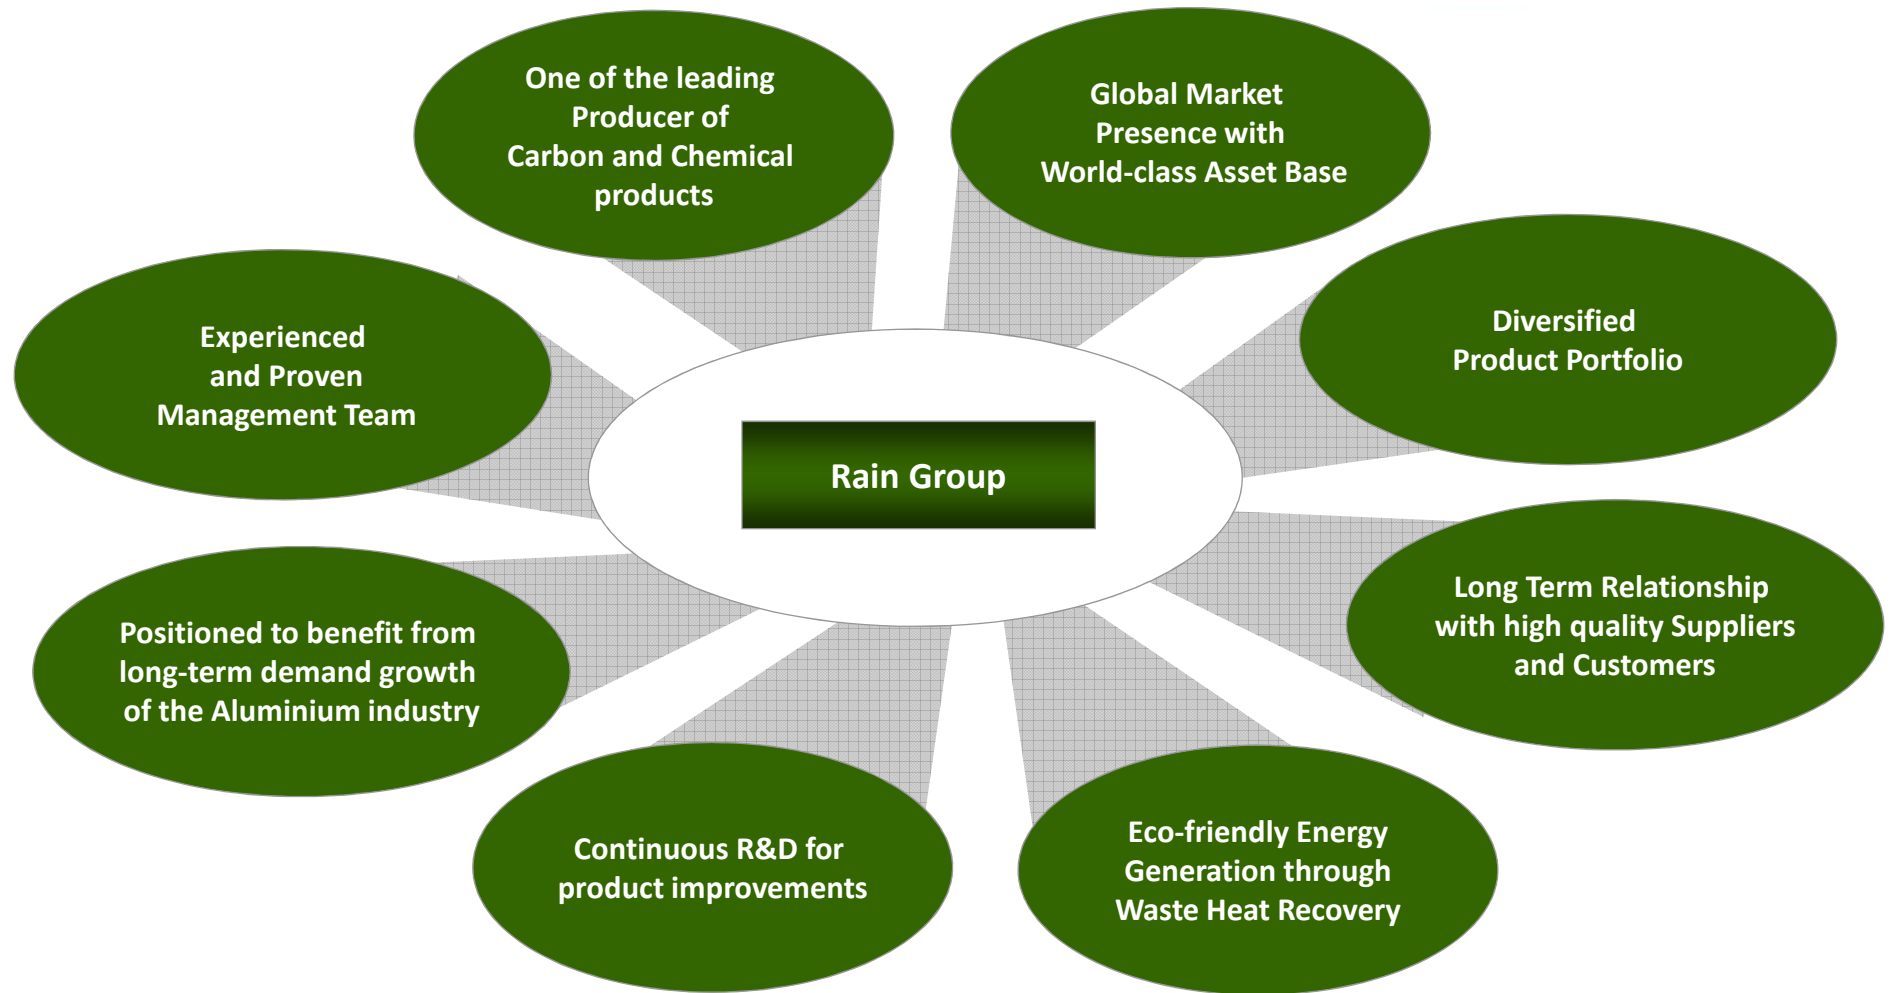 One of the leading
Producer of
Carbon and Chemical
products
Global Market
Presence with
World-class Asset Base
Experienced
and Proven
Management Team
Diversified
Product Portfolio
Rain Group
Positioned to benefit from
long-term demand growth
of the Aluminium industry
Long Term Relationship
with high quality Suppliers
and Customers
Continuous R&D for
product improvements
Eco-friendly Energy
Generation through
Waste Heat Recovery